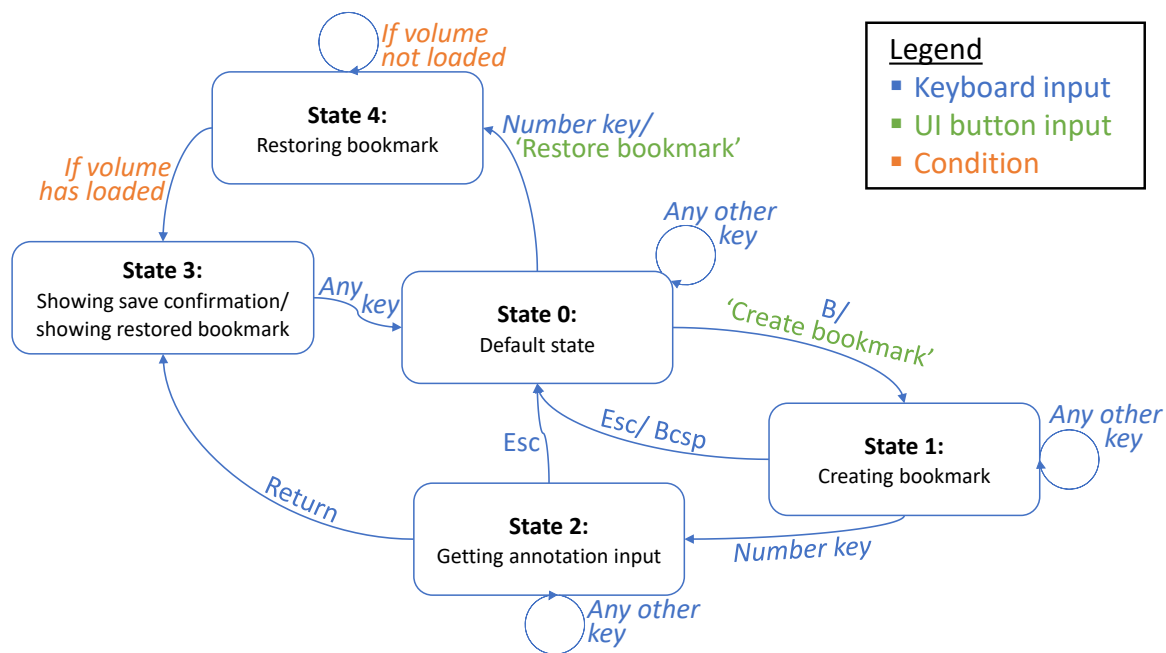 If volume
not loaded
Legend
▪ Keyboard input
▪ UI button input
▪ Condition
State 4:
Restoring bookmark
Number key/
'Restore bookmark'
If volume
has loaded
Any other
key
State 3:
Showing save confirmation/
showing restored bookmark
Any
key
State 0:
Default state
B/
'Create bookmark'
Esc/ Bcsp
Any other
key
State 1:
Creating bookmark
Esc
Return
State 2:
Getting annotation input
Number key
Any other
key